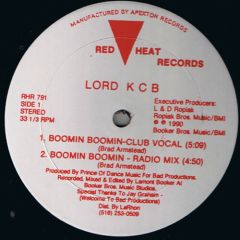 MANUFACTURED BY APEXTON RECORDS
RED HEAT
RECORDS
LORD K C B
RHR 791
SIDE 1
STEREO
33 1/3 RPM
Executive Producers:
L & D Ropiak
Ropiak Bros. Music/BMI
℗ © 1990
Booker Bros. Music/BMI
1. BOOMIN BOOMIN-CLUB VOCAL (5:09)
(Brad Armstead)
2. BOOMIN BOOMIN - RADIO MIX (4:50)
(Brad Armstead)
Produced By Prince Of Dance Music For Bad Productions.
Recorded, Mixed & Edited By Lamont Booker At
Booker Bros. Music Studios.
Special Thanks To Jay Graham -
(Welcome To Bad Productions)
Dist. By LaRhon
(516) 253-0509